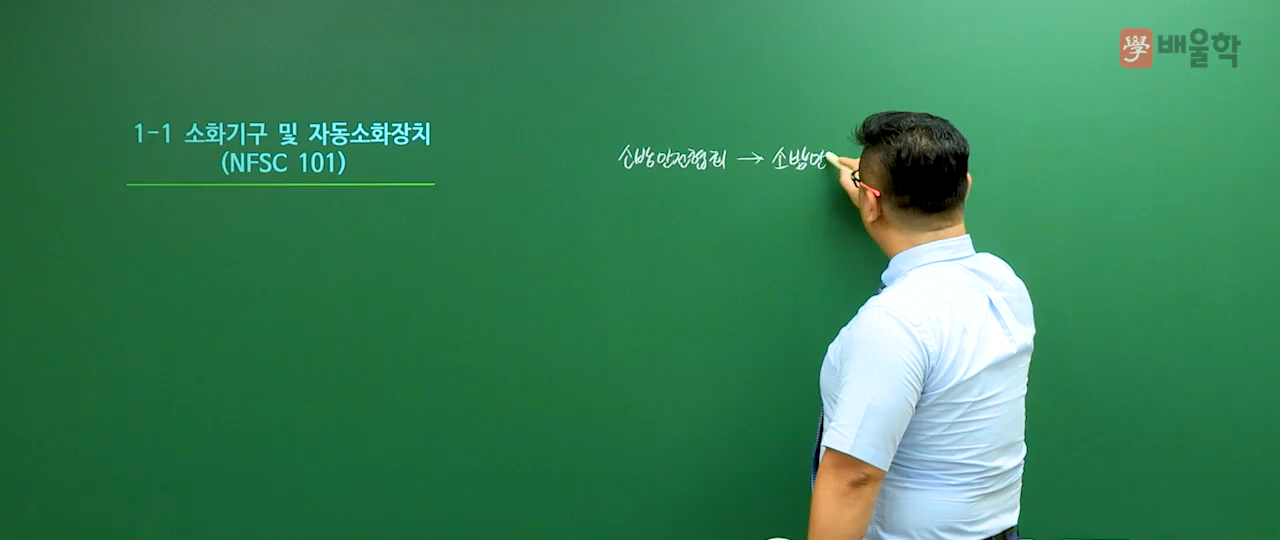 學 배울학
1-1 소화기구 및 자동소화장치
(NFSC 101)
소방안전협회 → 소방안